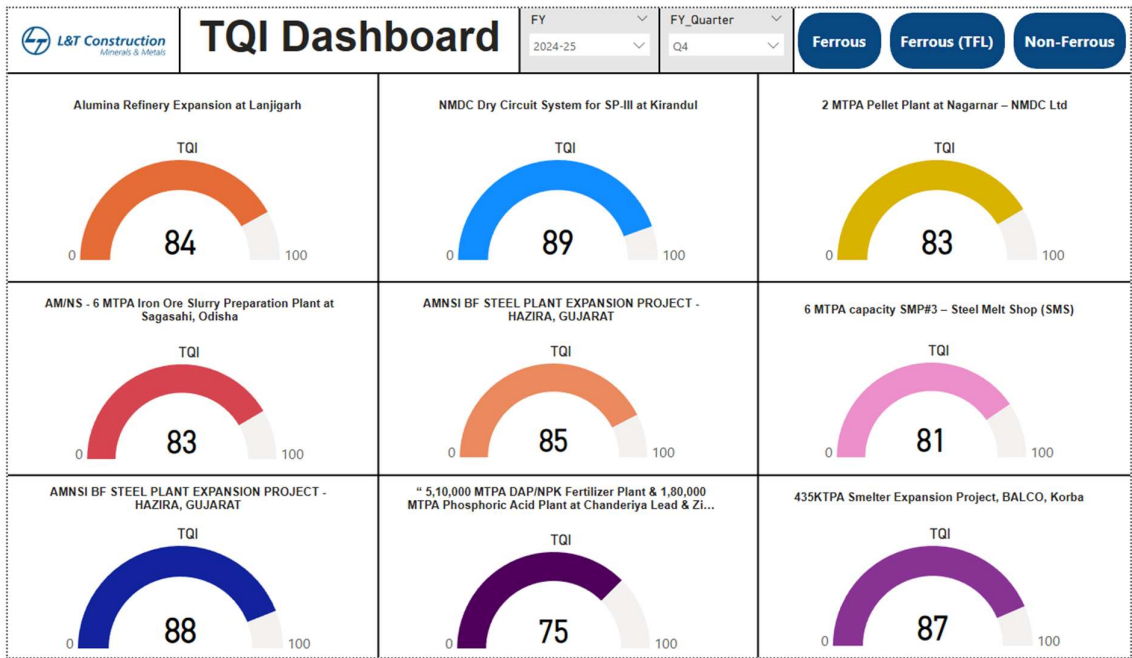 L&T Construction
Minerals & Metals
TQI Dashboard
FY
2024-25
FY_Quarter
Q4
Ferrous
Ferrous (TFL)
Non-Ferrous
Alumina Refinery Expansion at Lanjigarh
TQI
84
0
100
NMDC Dry Circuit System for SP-III at Kirandul
TQI
89
0
100
2 MTPA Pellet Plant at Nagarnar – NMDC Ltd
TQI
83
0
100
AM/NS - 6 MTPA Iron Ore Slurry Preparation Plant at
Sagasahi, Odisha
TQI
83
0
100
AMNSI BF STEEL PLANT EXPANSION PROJECT -
HAZIRA, GUJARAT
TQI
85
0
100
6 MTPA capacity SMP#3 – Steel Melt Shop (SMS)
TQI
81
0
100
AMNSI BF STEEL PLANT EXPANSION PROJECT -
HAZIRA, GUJARAT
TQI
88
0
100
“ 5,10,000 MTPA DAP/NPK Fertilizer Plant & 1,80,000
MTPA Phosphoric Acid Plant at Chanderiya Lead & Zi...
TQI
75
0
100
435KTPA Smelter Expansion Project, BALCO, Korba
TQI
87
0
100